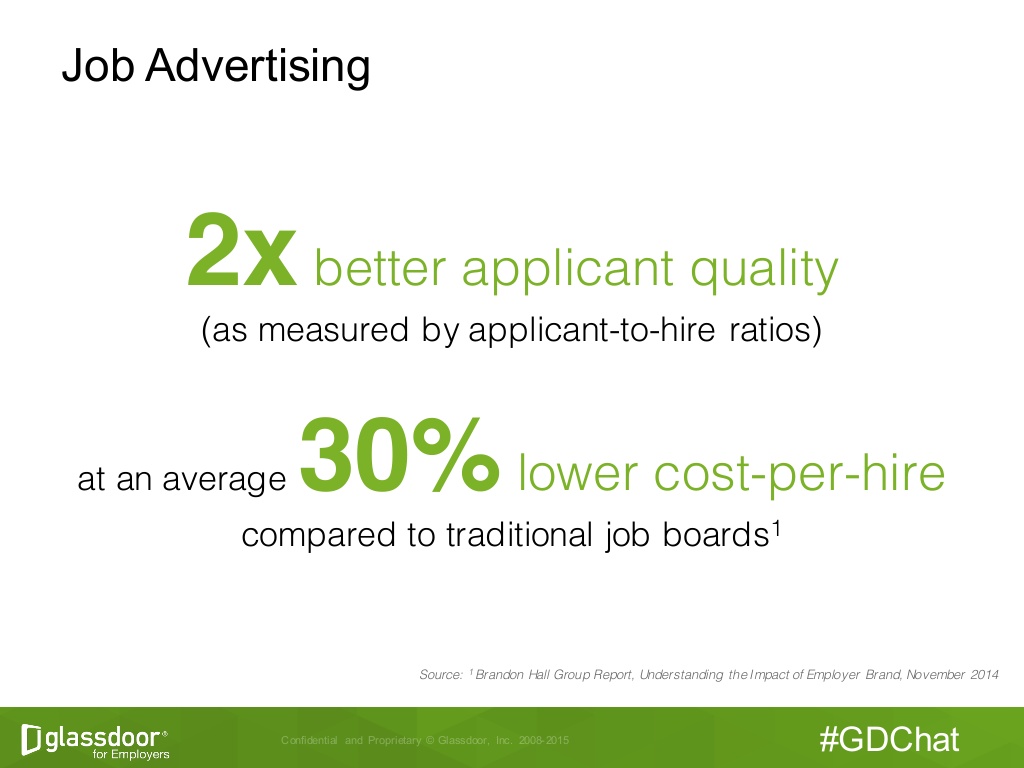 Job Advertising
2x better applicant quality
(as measured by applicant-to-hire ratios)
at an average 30% lower cost-per-hire
compared to traditional job boards¹
Source: ¹ Brandon Hall Group Report, Understanding the Impact of Employer Brand, November 2014
glassdoor®
for Employers
Confidential and Proprietary © Glassdoor, Inc. 2008-2015
#GDChat